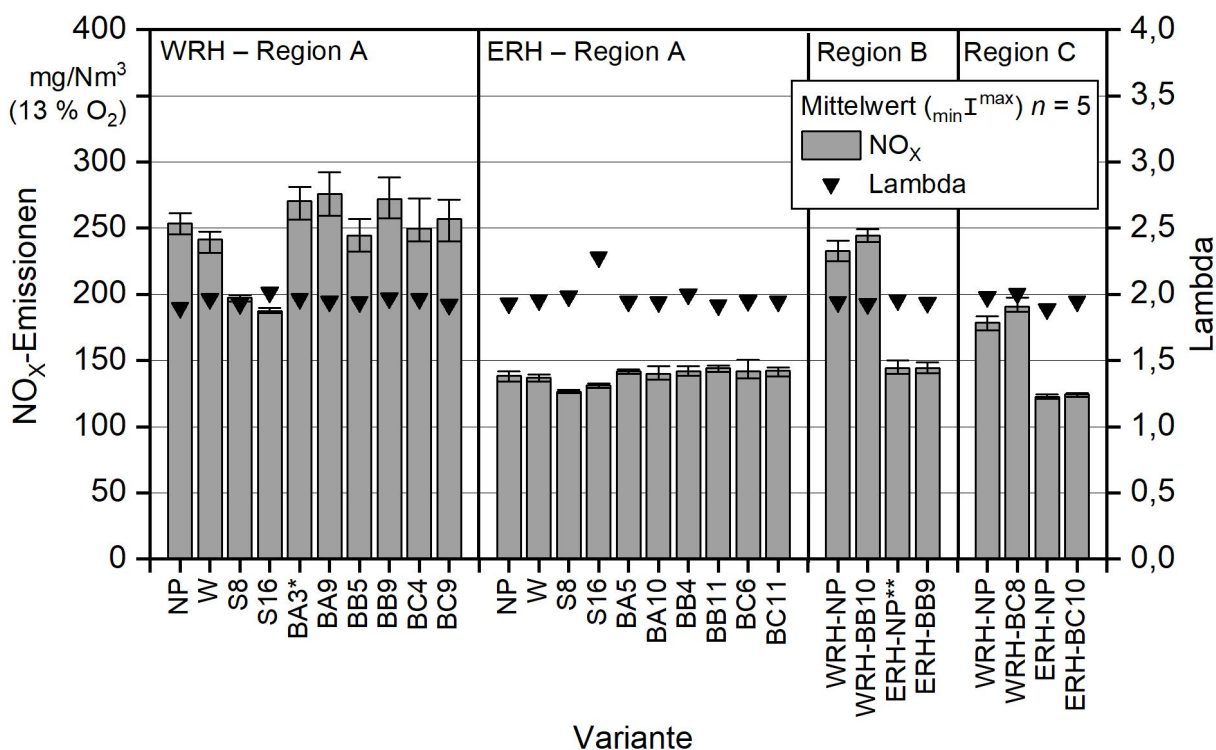 400
350
300
250
200
150
100
50
0
mg/Nm³
(13 % O₂)
NOX-Emissionen
WRH – Region A
ERH – Region A
Region B
Region C
Mittelwert (minImax) n = 5
NOX
Lambda
4,0
3,5
3,0
2,5
2,0
1,5
1,0
0,5
0,0
Lambda
NP
W
S8
S16
BA3*
BA9
BB5
BB9
BC4
BC9
NP
W
S8
S16
BA5
BA10
BB4
BB11
BC6
BC11
WRH-NP
WRH-BB10
ERH-NP**
ERH-BB9
WRH-NP
WRH-BC8
ERH-NP
ERH-BC10
Variante